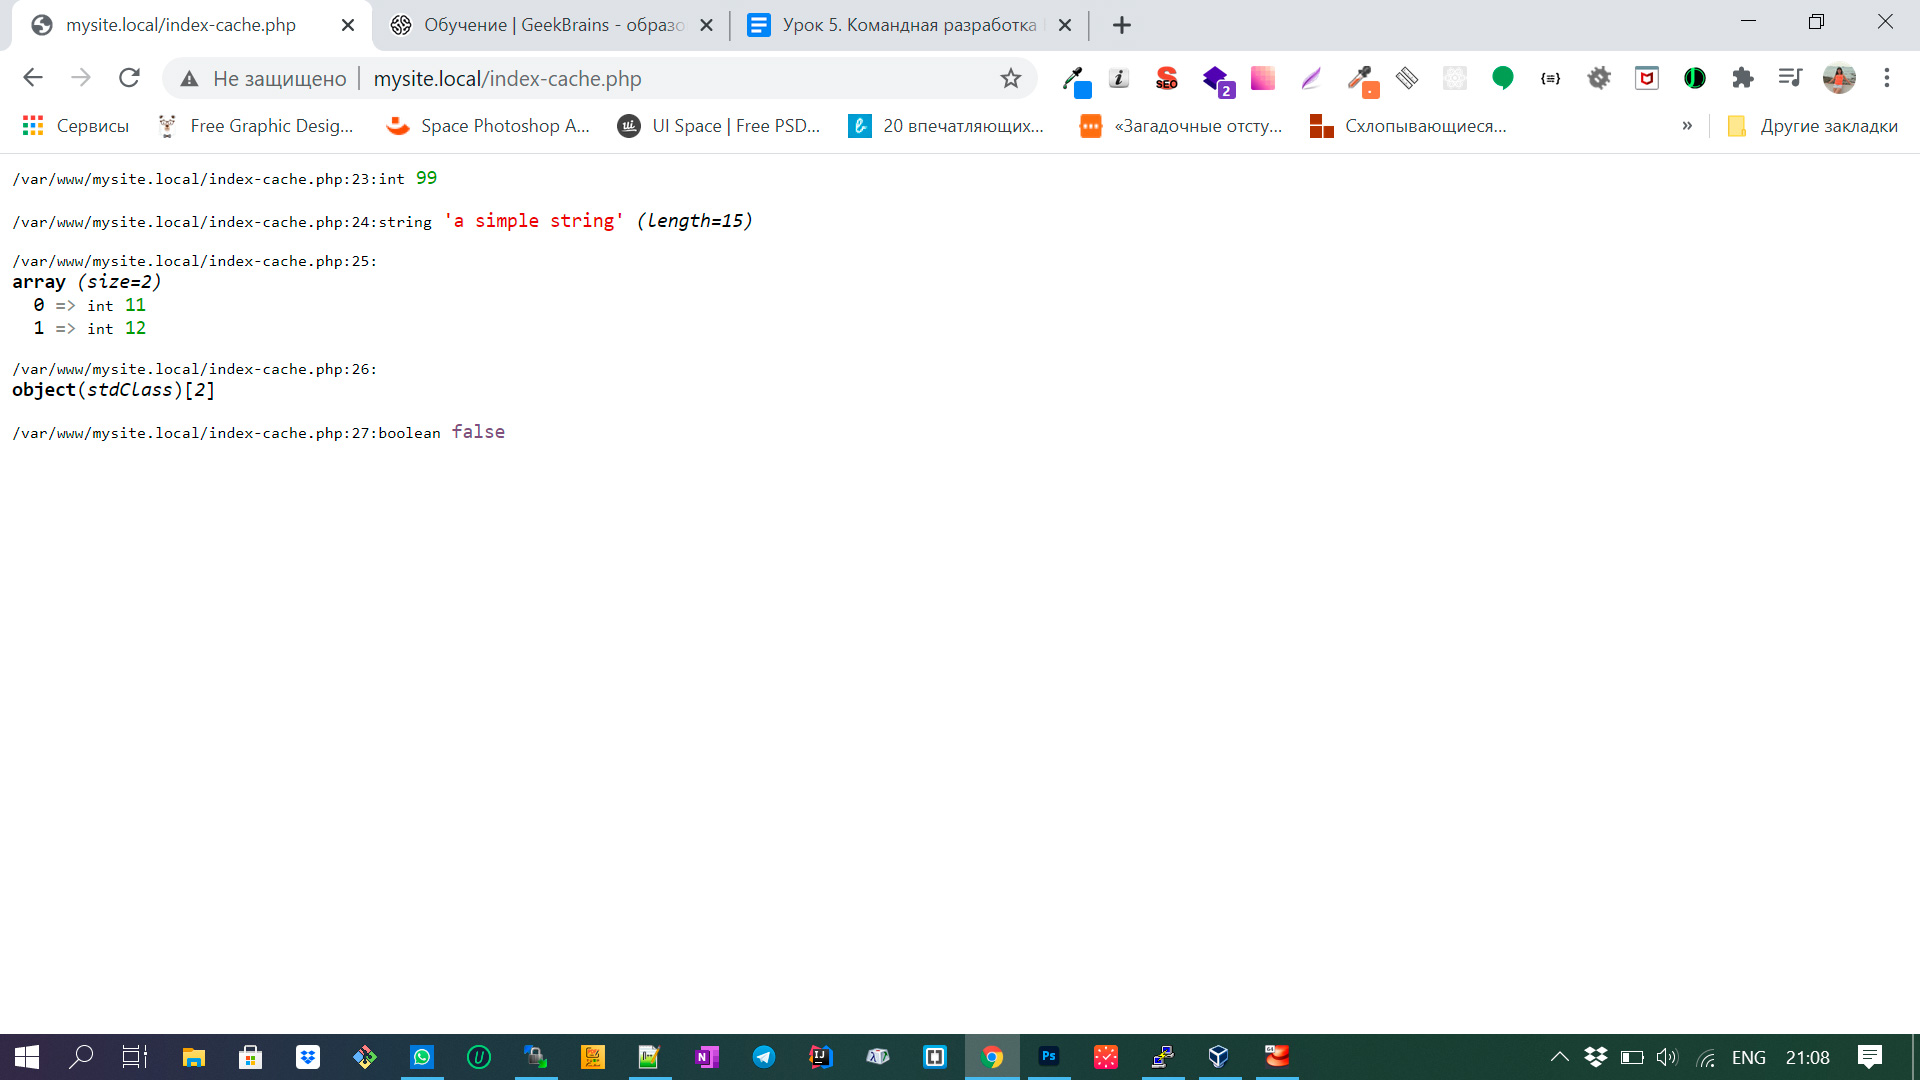 mysite.local/index-cache.php
Обучение | GeekBrains - образо
Урок 5. Командная разработка
Не защищено
mysite.local/index-cache.php
SEO
2
Сервисы
Free Graphic Desig...
Space Photoshop A...
UI Space | Free PSD...
20 впечатляющих...
«Загадочные отсту...
Схлопывающиеся...
»
Другие закладки
/var/www/mysite.local/index-cache.php:23:int 99
/var/www/mysite.local/index-cache.php:24:string 'a simple string' (length=15)
/var/www/mysite.local/index-cache.php:25:
array (size=2)
0 => int 11
1 => int 12
/var/www/mysite.local/index-cache.php:26:
object(stdClass)[2]
/var/www/mysite.local/index-cache.php:27:boolean false
ENG
21:08